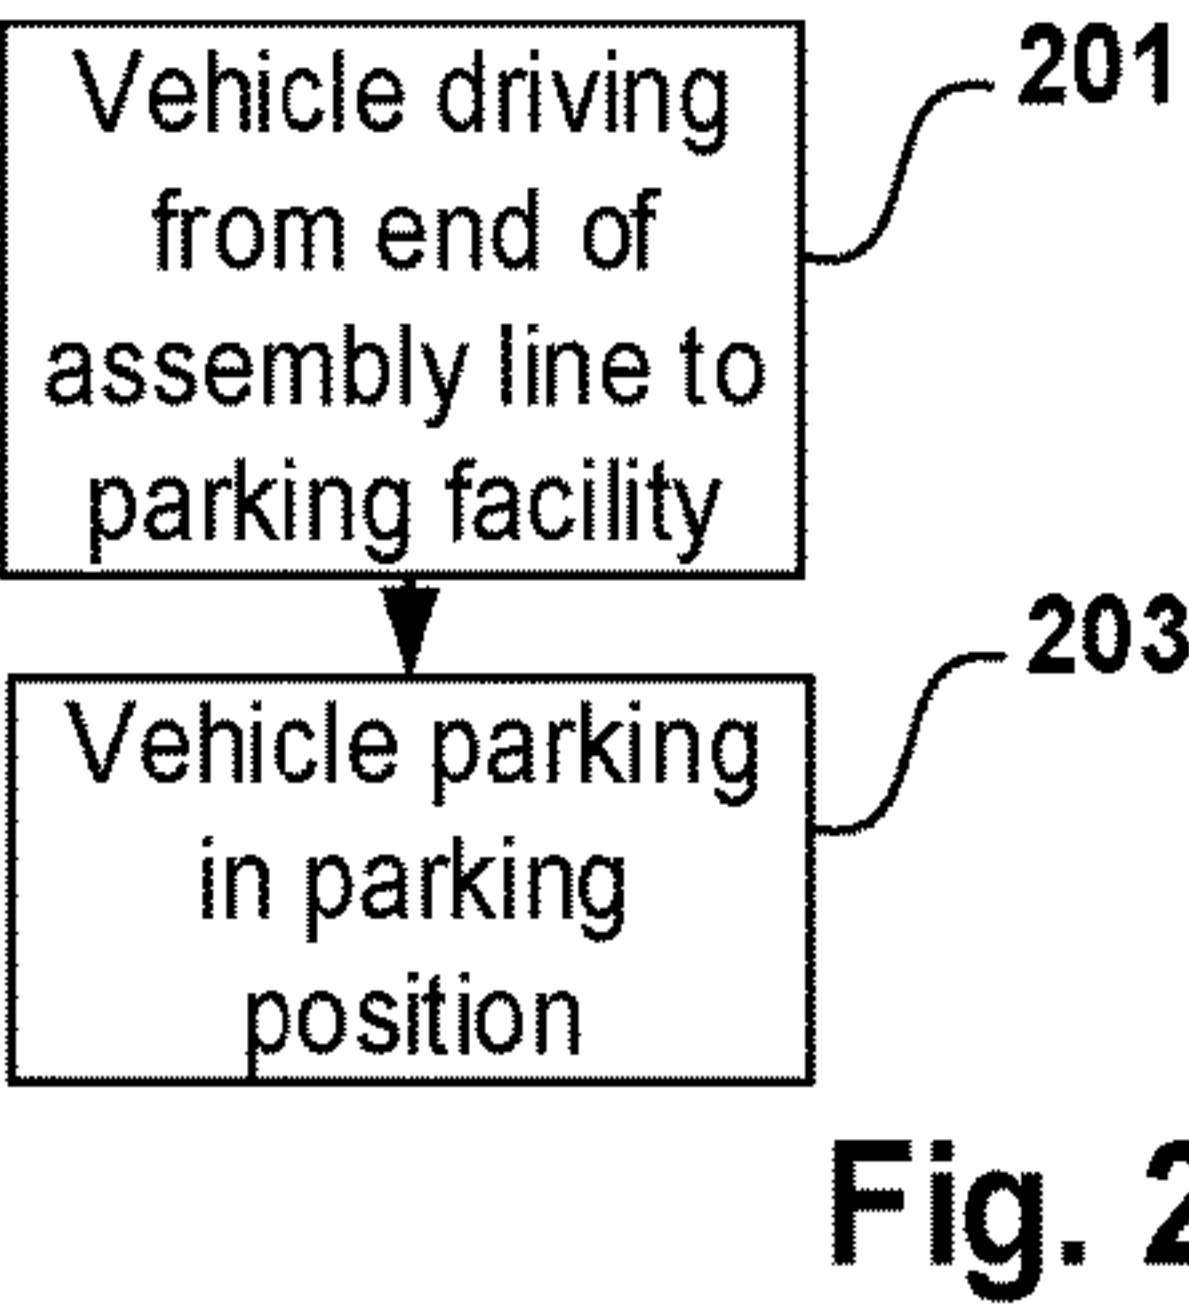 Vehicle driving
from end of
assembly line to
parking facility
201
Vehicle parking
in parking
position
203
Fig. 2